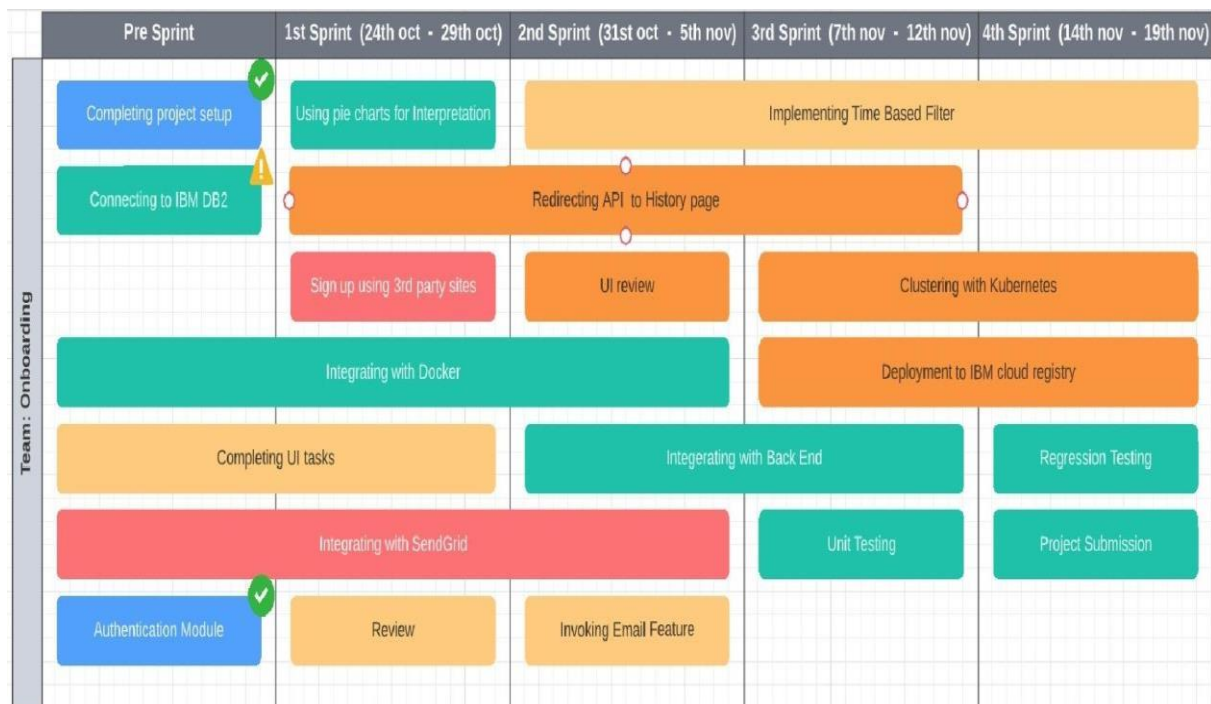 Pre Sprint
1st Sprint (24th oct - 29th oct)
2nd Sprint (31st oct - 5th nov)
3rd Sprint (7th nov - 12th nov)
4th Sprint (14th nov - 19th nov)
Team: Onboarding
Completing project setup
Using pie charts for Interpretation
Implementing Time Based Filter
Connecting to IBM DB2
Redirecting API to History page
Sign up using 3rd party sites
UI review
Clustering with Kubernetes
Integrating with Docker
Deployment to IBM cloud registry
Completing UI tasks
Integerating with Back End
Regression Testing
Integrating with SendGrid
Unit Testing
Project Submission
Authentication Module
Review
Invoking Email Feature